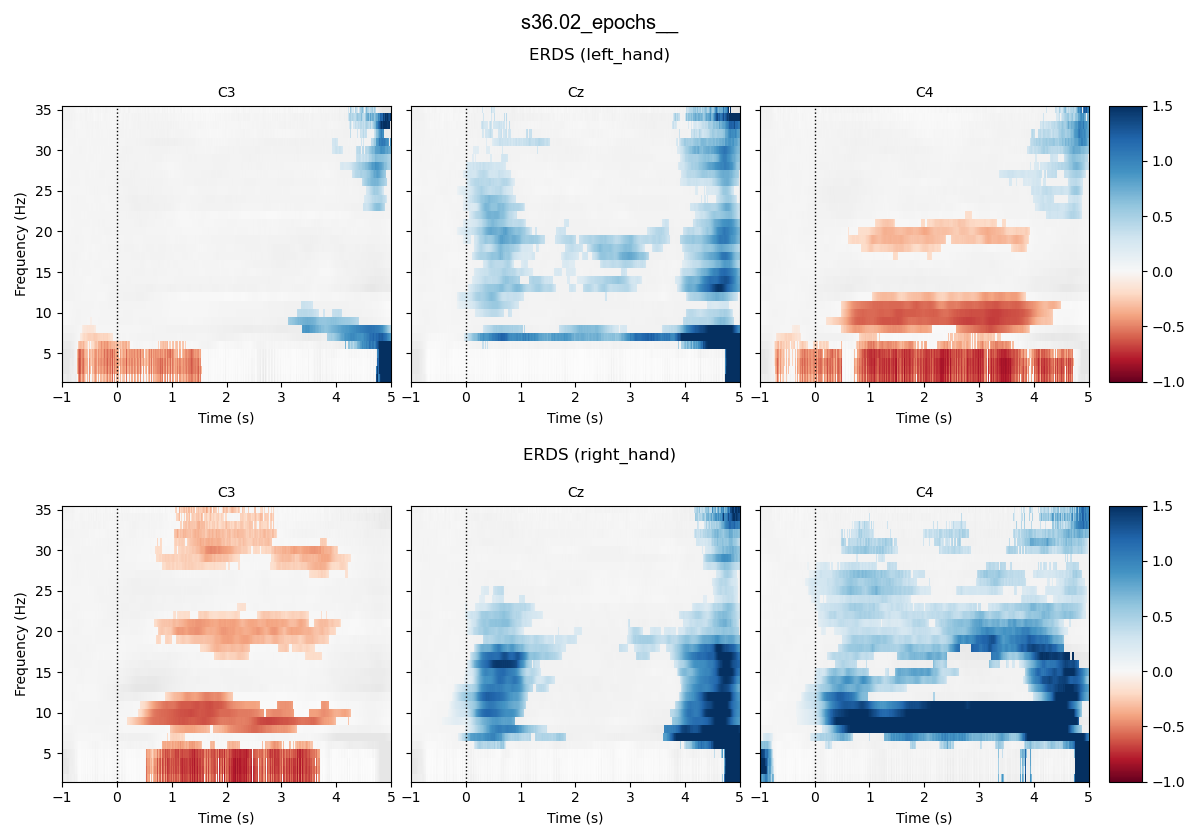 s36.02_epochs__
ERDS (left_hand)
C3 Cz C4
35
30
25
20
15
10
5
Frequency (Hz)
−1 0 1 2 3 4 5
−1 0 1 2 3 4 5
−1 0 1 2 3 4 5
Time (s) Time (s) Time (s)
1.5
1.0
0.5
0.0
−0.5
−1.0
ERDS (right_hand)
C3 Cz C4
35
30
25
20
15
10
5
Frequency (Hz)
−1 0 1 2 3 4 5
−1 0 1 2 3 4 5
−1 0 1 2 3 4 5
Time (s) Time (s) Time (s)
1.5
1.0
0.5
0.0
−0.5
−1.0